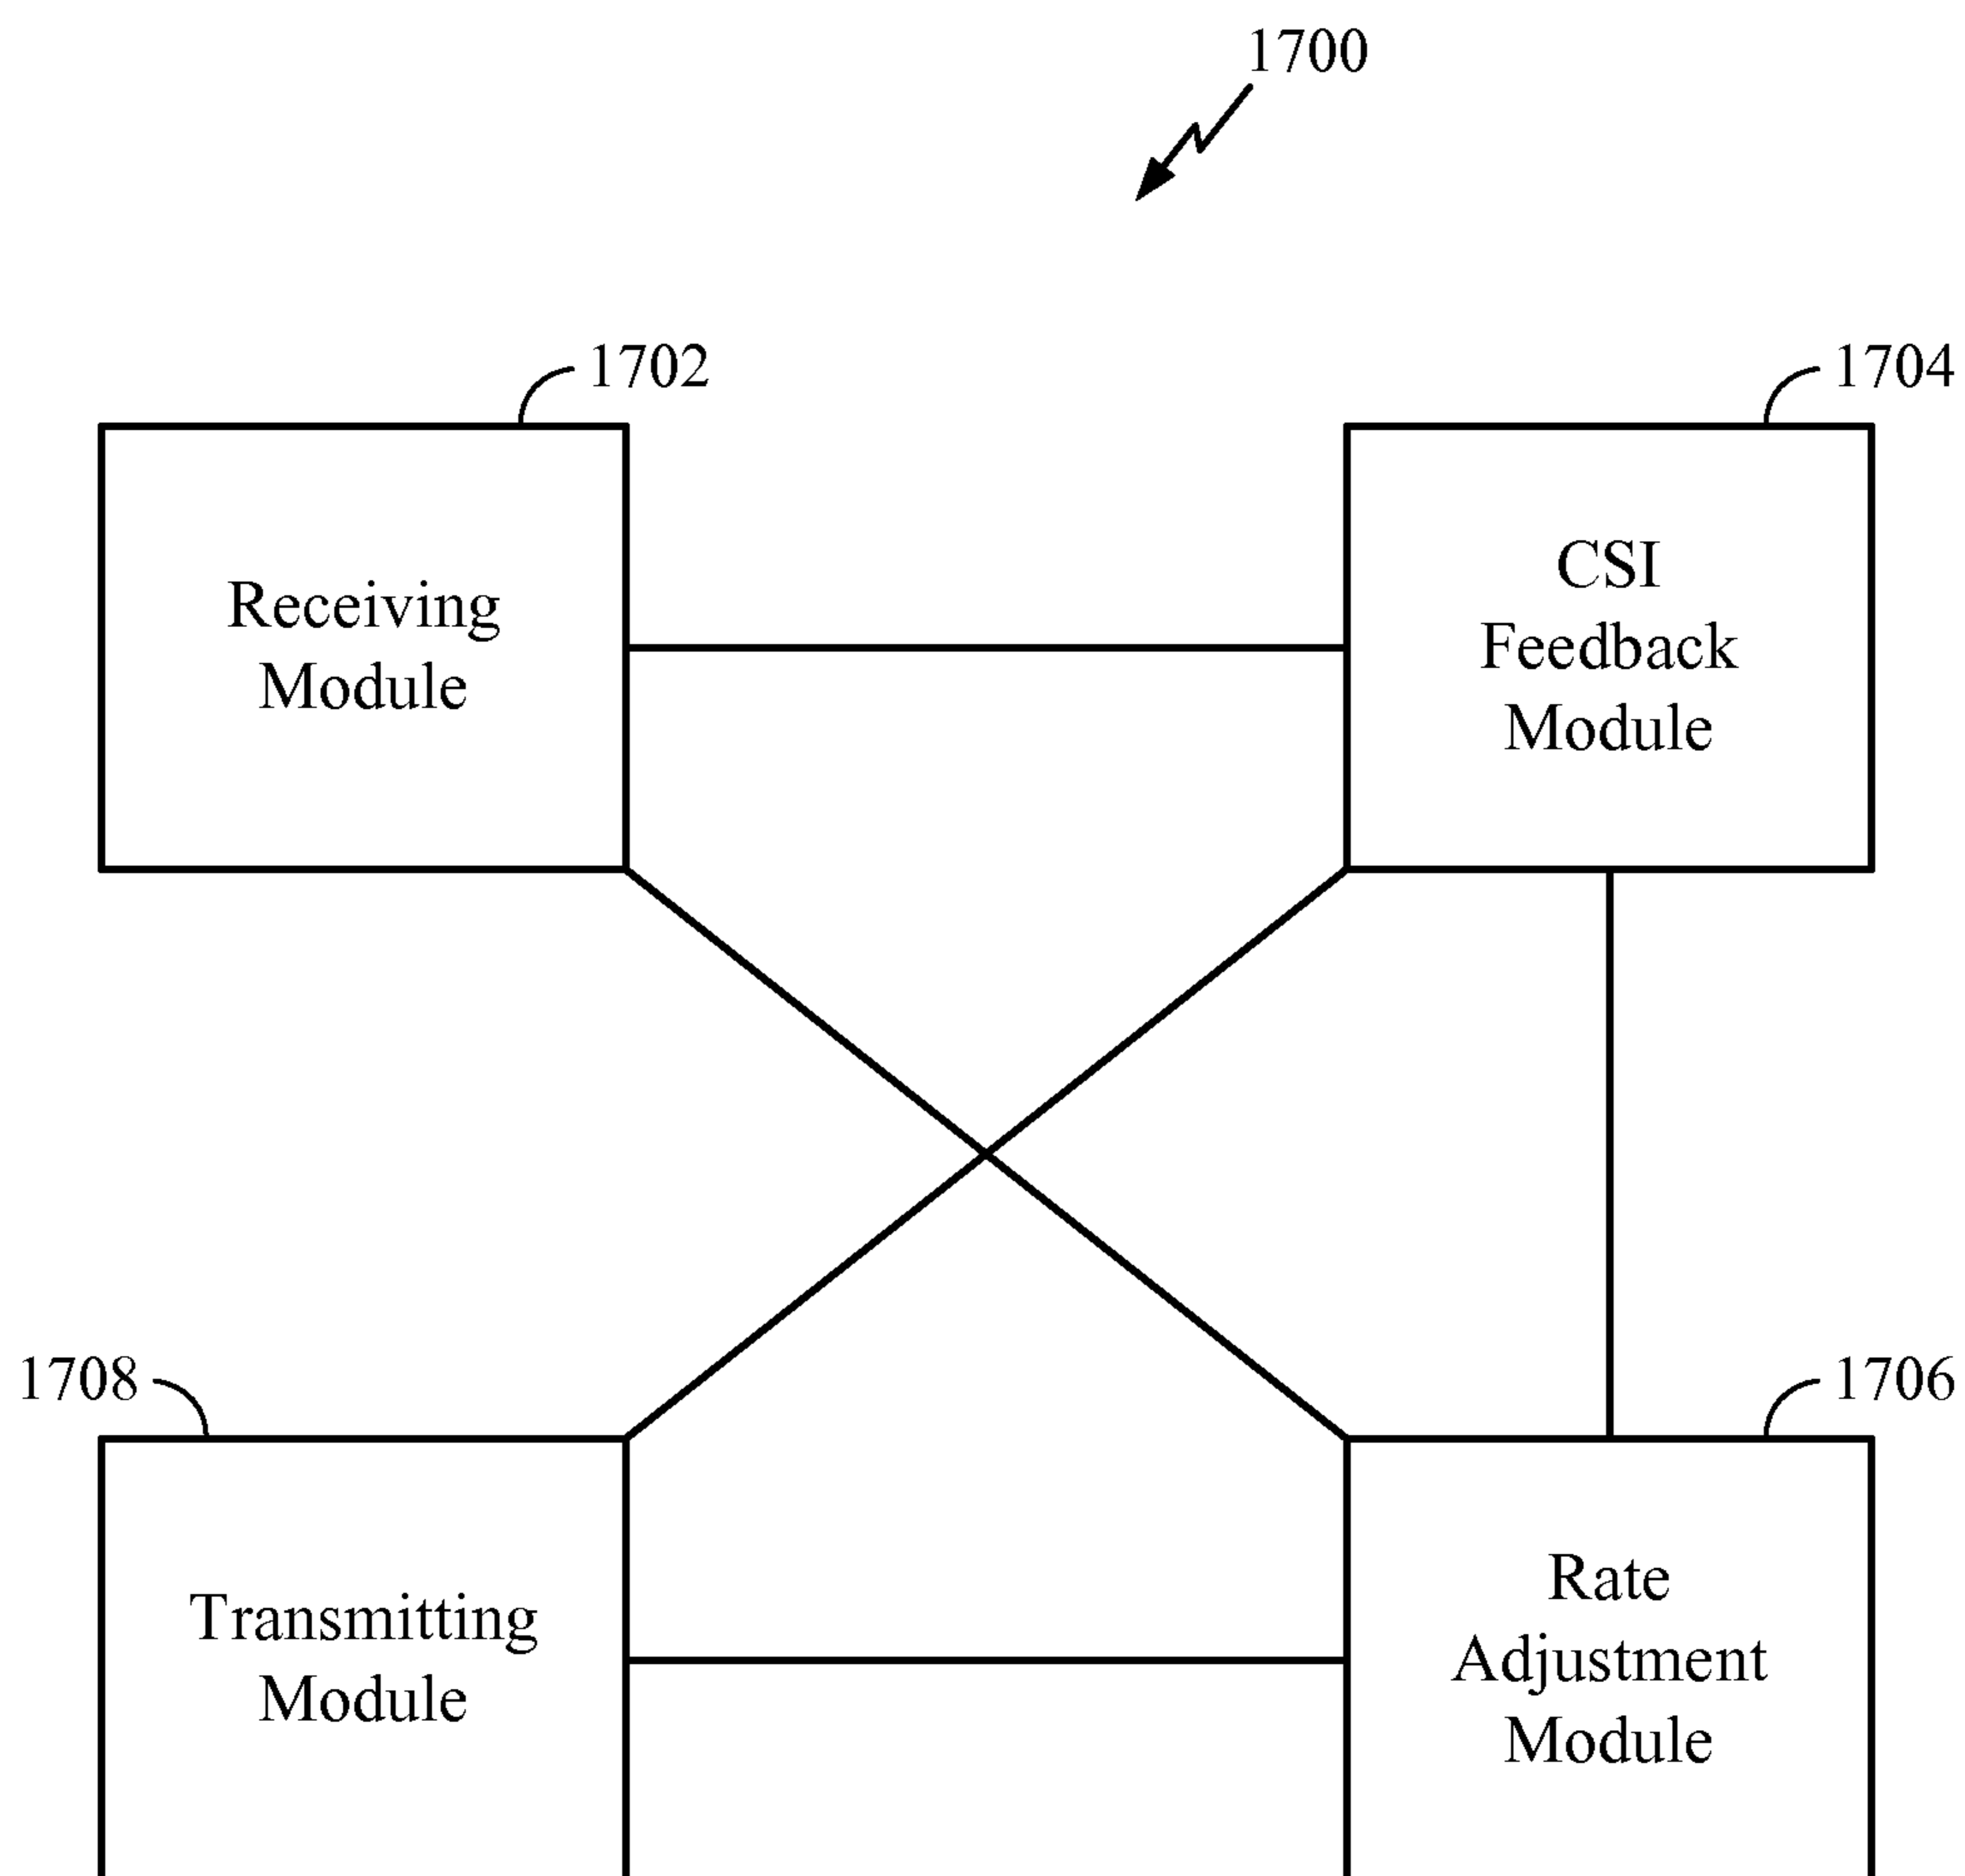 1700
1702
1704
Receiving
Module
CSI
Feedback
Module
1708
1706
Transmitting
Module
Rate
Adjustment
Module